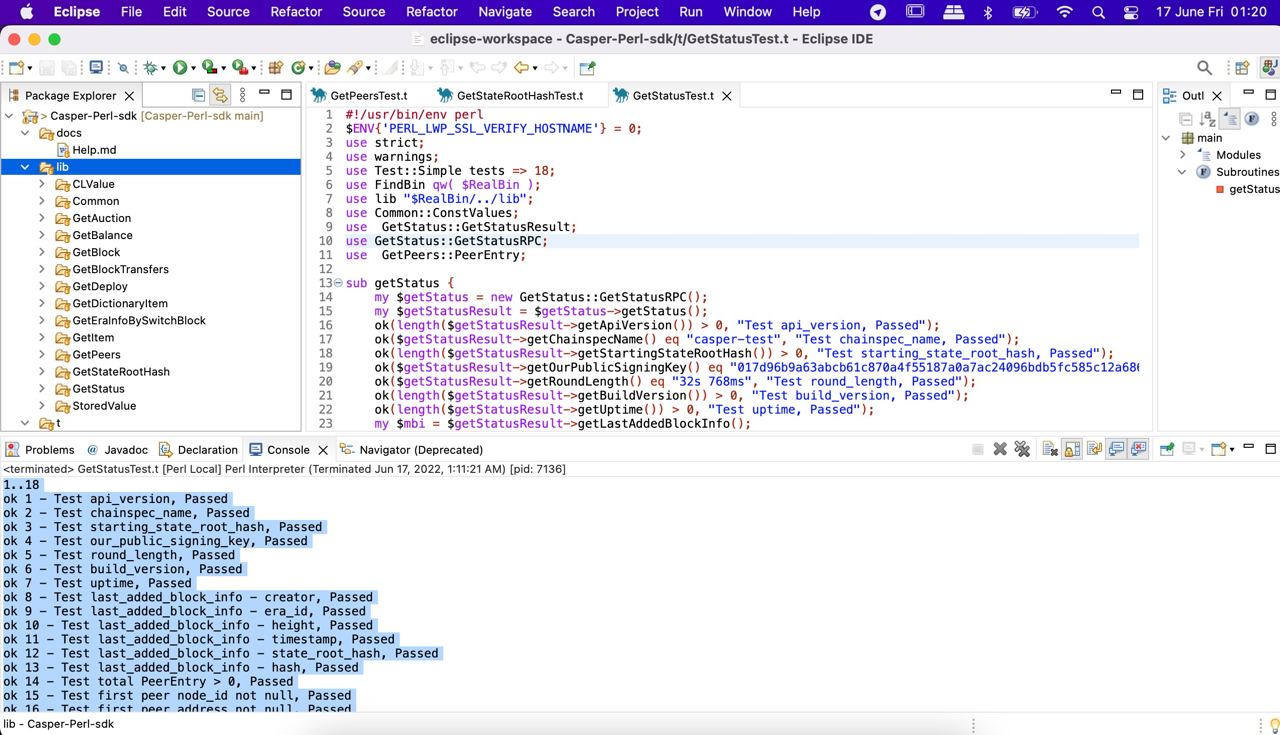 Eclipse File Edit Source Refactor Source Refactor Navigate Search Project Run Window Help 17 June Fri 01:20
eclipse-workspace - Casper-Perl-sdk/t/GetStatusTest.t - Eclipse IDE
Package Explorer
> Casper-Perl-sdk [Casper-Perl-sdk main]
docs
Help.md
lib
CLValue
Common
GetAuction
GetBalance
GetBlock
GetBlockTransfers
GetDeploy
GetDictionaryItem
GetEraInfoBySwitchBlock
GetItem
GetPeers
GetStateRootHash
GetStatus
StoredValue
t
GetPeersTest.t GetStateRootHashTest.t GetStatusTest.t
1 #!/usr/bin/env perl
2 $ENV{'PERL_LWP_SSL_VERIFY_HOSTNAME'} = 0;
3 use strict;
4 use warnings;
5 use Test::Simple tests => 18;
6 use FindBin qw( $RealBin );
7 use lib "$RealBin/../lib";
8 use Common::ConstValues;
9 use  GetStatus::GetStatusResult;
10 use GetStatus::GetStatusRPC;
11 use  GetPeers::PeerEntry;
12
13 sub getStatus {
14     my $getStatus = new GetStatus::GetStatusRPC();
15     my $getStatusResult = $getStatus->getStatus();
16     ok(length($getStatusResult->getApiVersion()) > 0, "Test api_version, Passed");
17     ok($getStatusResult->getChainspecName() eq "casper-test", "Test chainspec_name, Passed");
18     ok(length($getStatusResult->getStartingStateRootHash()) > 0, "Test starting_state_root_hash, Passed");
19     ok($getStatusResult->getOurPublicSigningKey() eq "017d96b9a63abcb61c870a4f55187a0a7ac24096bdb5fc585c12a686
20     ok($getStatusResult->getRoundLength() eq "32s 768ms", "Test round_length, Passed");
21     ok(length($getStatusResult->getBuildVersion()) > 0, "Test build_version, Passed");
22     ok(length($getStatusResult->getUptime()) > 0, "Test uptime, Passed");
23     my $mbi = $getStatusResult->getLastAddedBlockInfo();
Outl
main
Modules
Subroutines
getStatus
Problems @ Javadoc Declaration Console Navigator (Deprecated)
<terminated> GetStatusTest.t [Perl Local] Perl Interpreter (Terminated Jun 17, 2022, 1:11:21 AM) [pid: 7136]
1..18
ok 1 - Test api_version, Passed
ok 2 - Test chainspec_name, Passed
ok 3 - Test starting_state_root_hash, Passed
ok 4 - Test our_public_signing_key, Passed
ok 5 - Test round_length, Passed
ok 6 - Test build_version, Passed
ok 7 - Test uptime, Passed
ok 8 - Test last_added_block_info - creator, Passed
ok 9 - Test last_added_block_info - era_id, Passed
ok 10 - Test last_added_block_info - height, Passed
ok 11 - Test last_added_block_info - timestamp, Passed
ok 12 - Test last_added_block_info - state_root_hash, Passed
ok 13 - Test last_added_block_info - hash, Passed
ok 14 - Test total PeerEntry > 0, Passed
ok 15 - Test first peer node_id not null, Passed
ok 16 - Test first peer address not null, Passed
lib - Casper-Perl-sdk